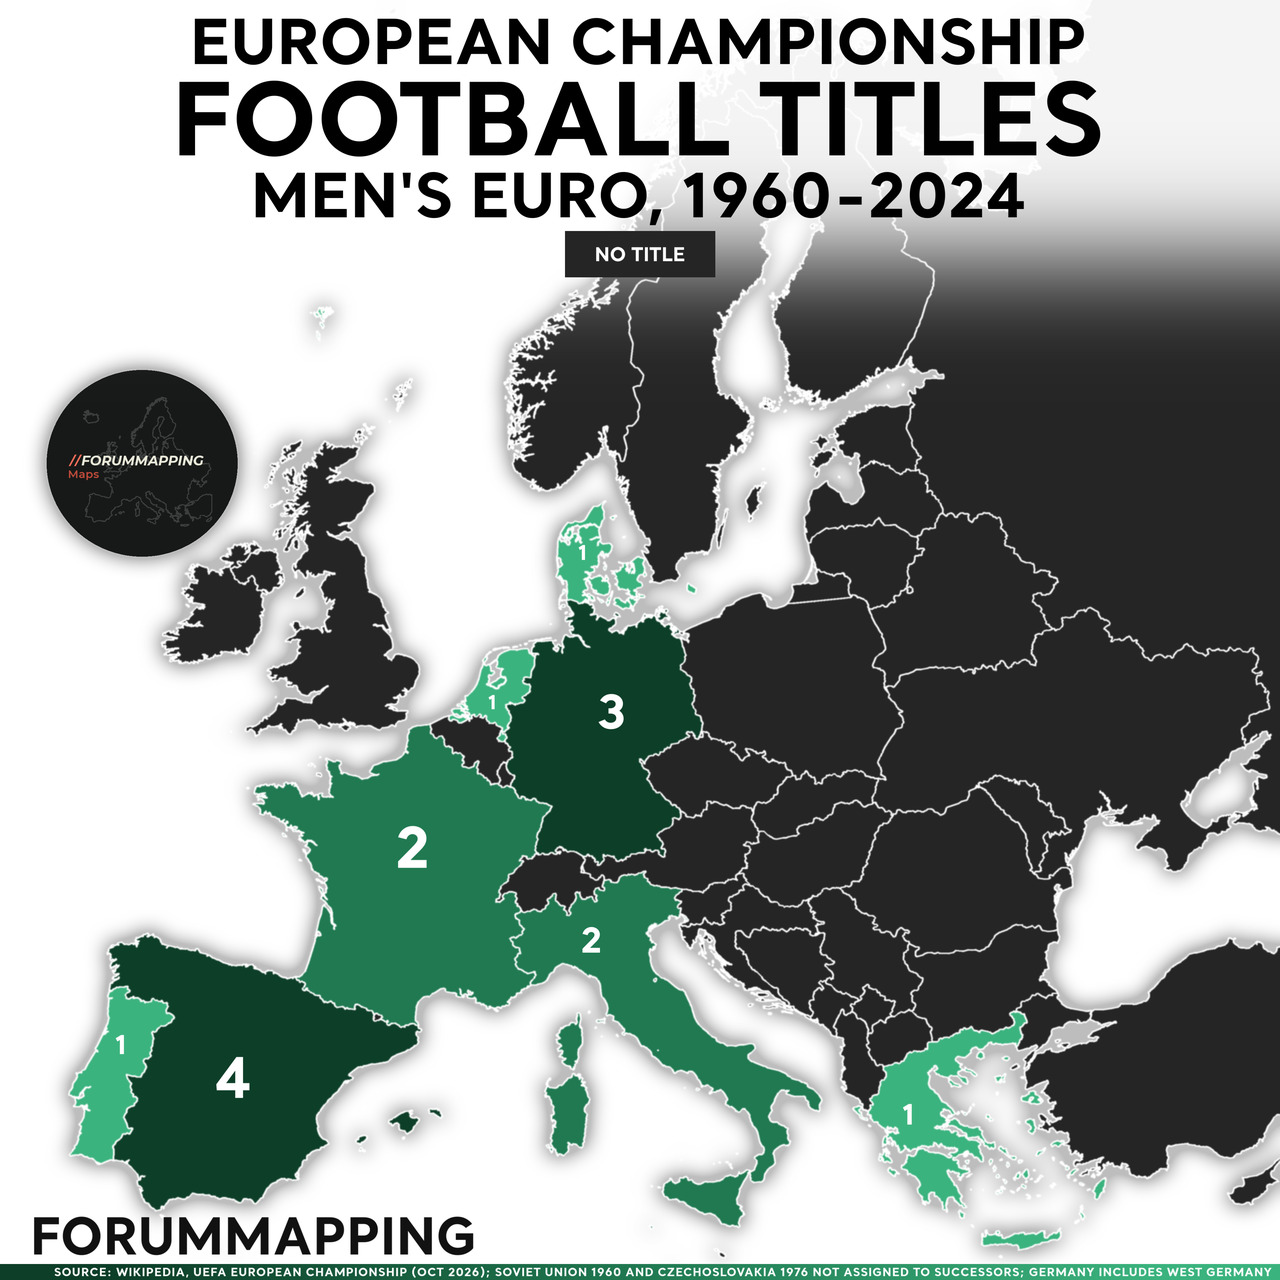 EUROPEAN CHAMPIONSHIP
FOOTBALL TITLES
MEN'S EURO, 1960-2024
NO TITLE
//FORUMMAPPING
Maps
1
1
3
2
2
1
4
1
FORUMMAPPING
SOURCE: WIKIPEDIA, UEFA EUROPEAN CHAMPIONSHIP (OCT 2026); SOVIET UNION 1960 AND CZECHOSLOVAKIA 1976 NOT ASSIGNED TO SUCCESSORS; GERMANY INCLUDES WEST GERMANY